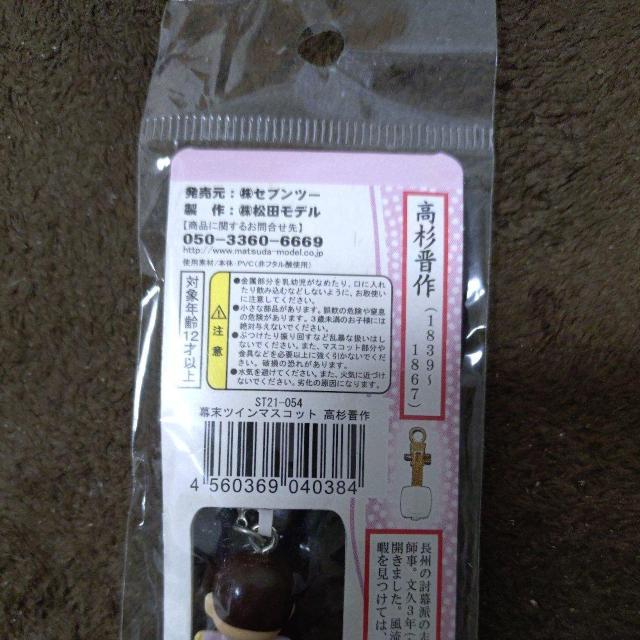 発売元：㈱セブンツー
製　作：㈱松田モデル
【商品に関するお問合せ先】
050-3360-6669
http://www.matsuda-model.co.jp
使用素材/本体：PVC(非フタル酸使用)
対象年齢12才以上
注意
●金属部分を乳幼児がなめたり、口に入れたり飲み込むなどしないように、お取扱いに注意してください。
●小さな部品があります。誤飲の危険や窒息の危険があります。3歳未満のお子様には絶対与えないでください。
●ぶつけたり振り回すなど乱暴な扱いはしないでください。また、マスコット部分や金具などを必要以上に強く引かないでください。破損の恐れがあります。
●水気を避けてください。また、火気に近づけないでください。劣化の原因になります。
ST21-054
幕末ツインマスコット 高杉晋作
4 560369 040384
高杉晋作（1839～1867）
長州の討幕派の
師事。文久3年（
開きました。風流
暇を見つけては